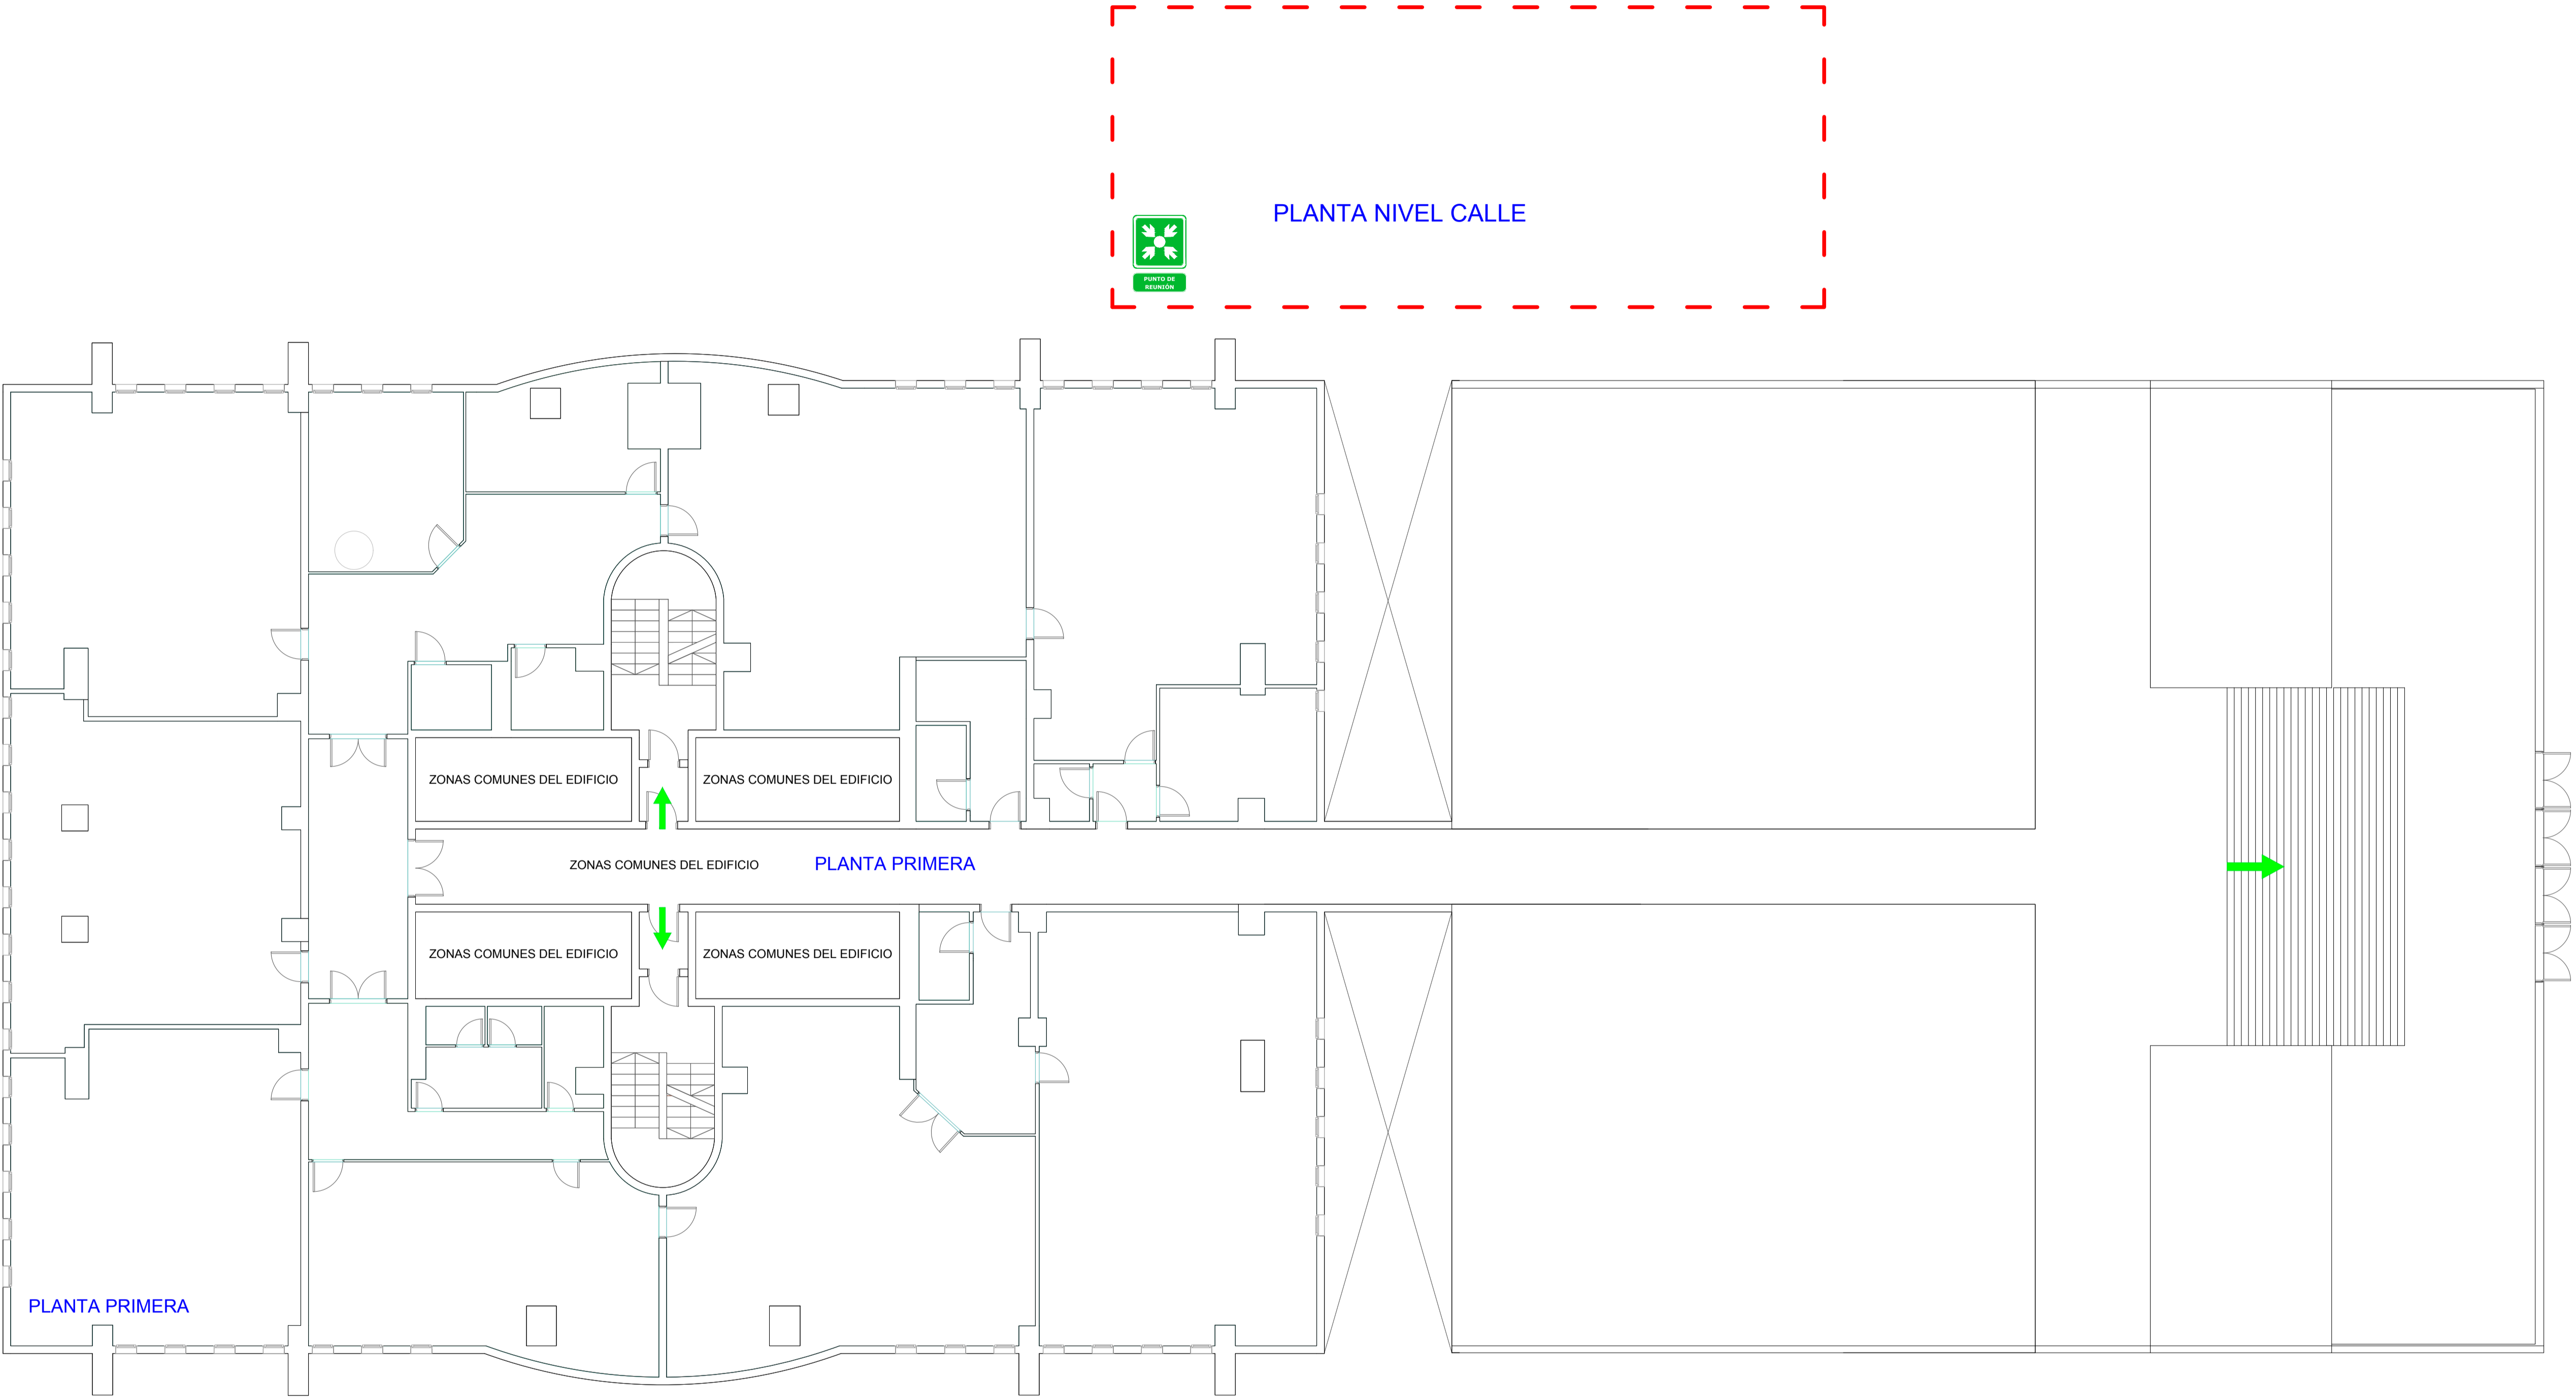 PLANTA NIVEL CALLE
PUNTO DE
REUNIÓN
ZONAS COMUNES DEL EDIFICIO
ZONAS COMUNES DEL EDIFICIO
ZONAS COMUNES DEL EDIFICIO
PLANTA PRIMERA
ZONAS COMUNES DEL EDIFICIO
ZONAS COMUNES DEL EDIFICIO
PLANTA PRIMERA